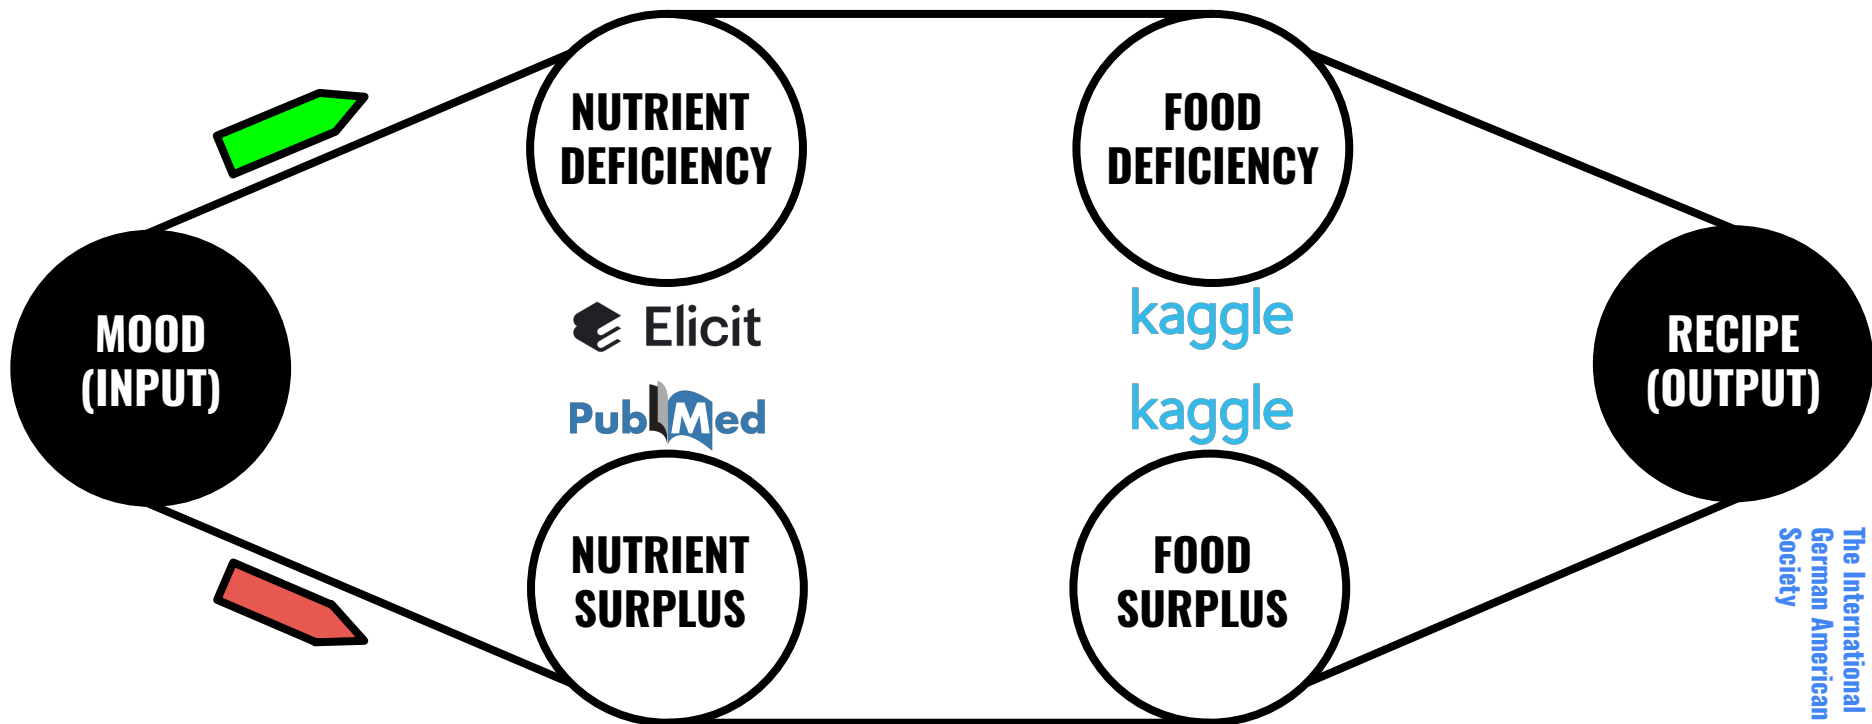 NUTRIENT
DEFICIENCY
FOOD
DEFICIENCY
MOOD
(INPUT)
Elicit
PubMed
kaggle
kaggle
RECIPE
(OUTPUT)
NUTRIENT
SURPLUS
FOOD
SURPLUS
The International
German American
Society